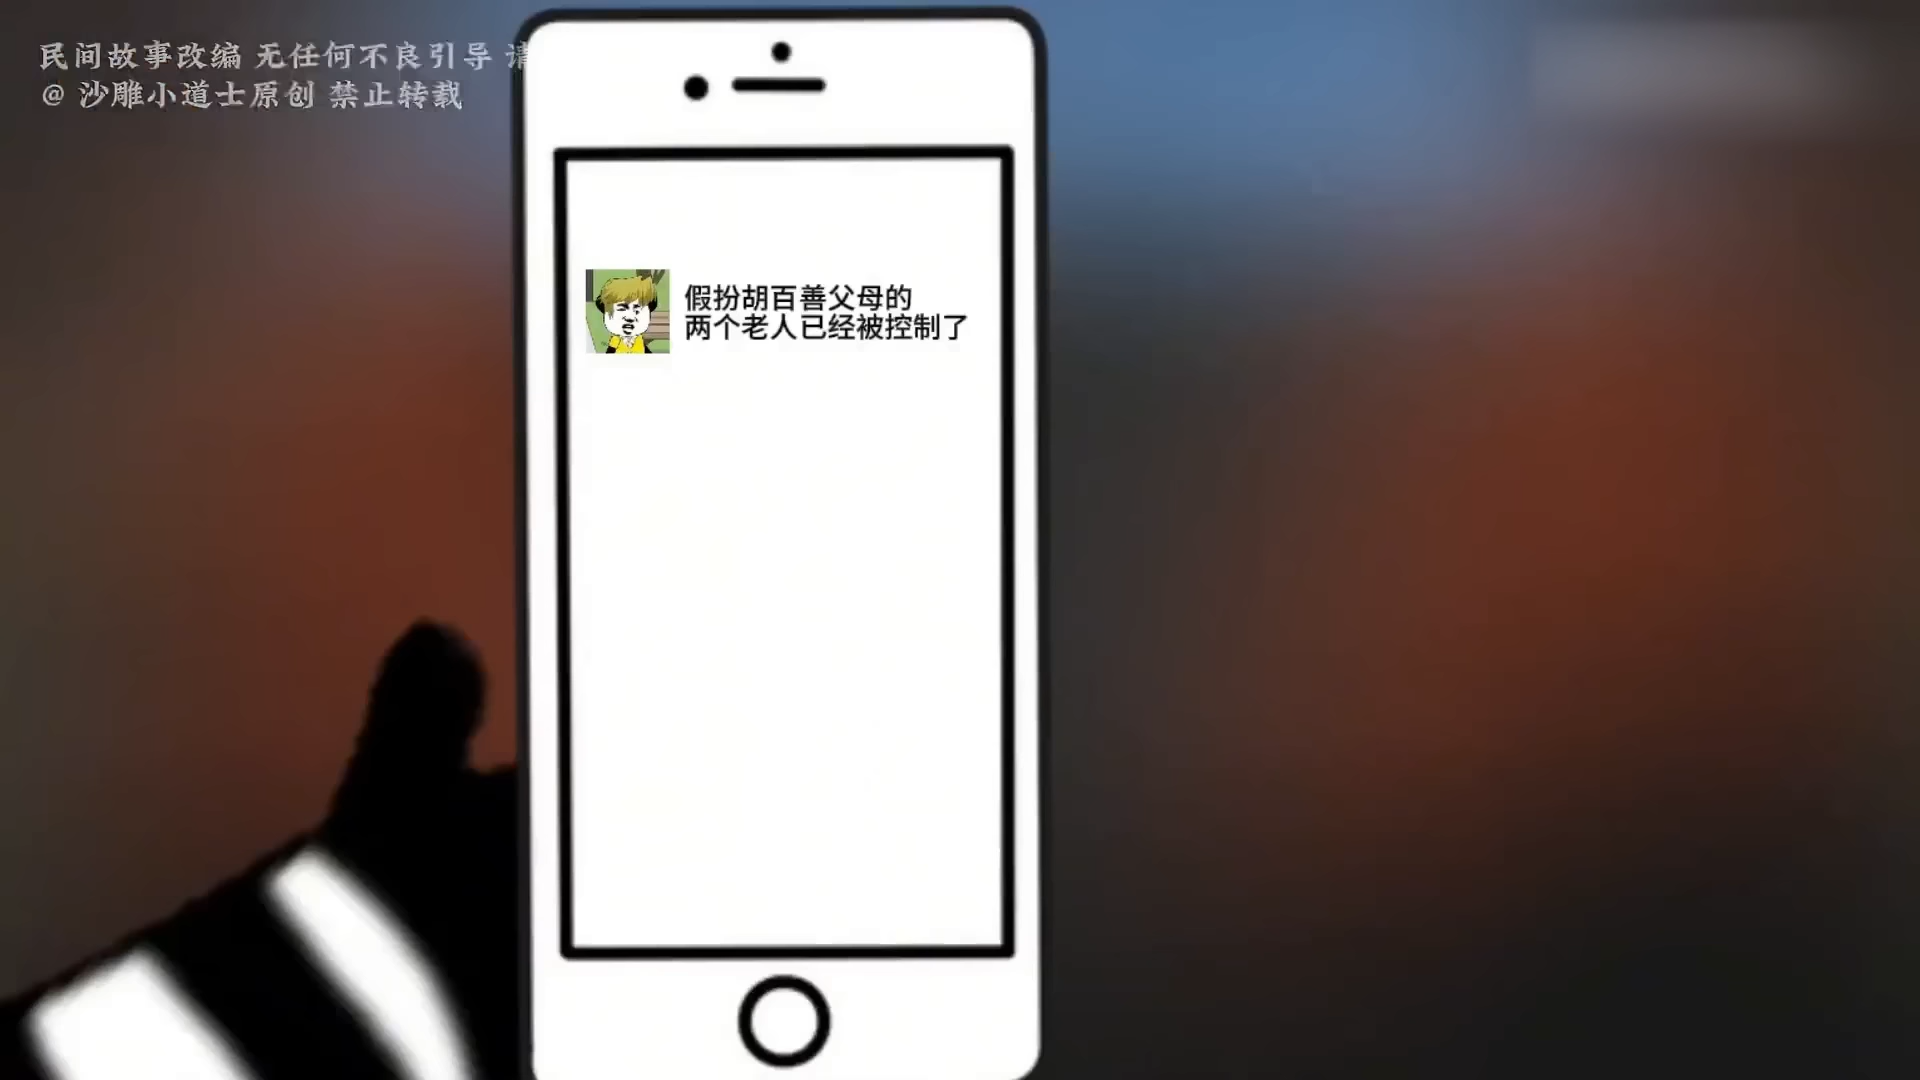 民间故事改编 无任何不良引导 请
@ 沙雕小道士原创 禁止转载
假扮胡百善父母的
两个老人已经被控制了